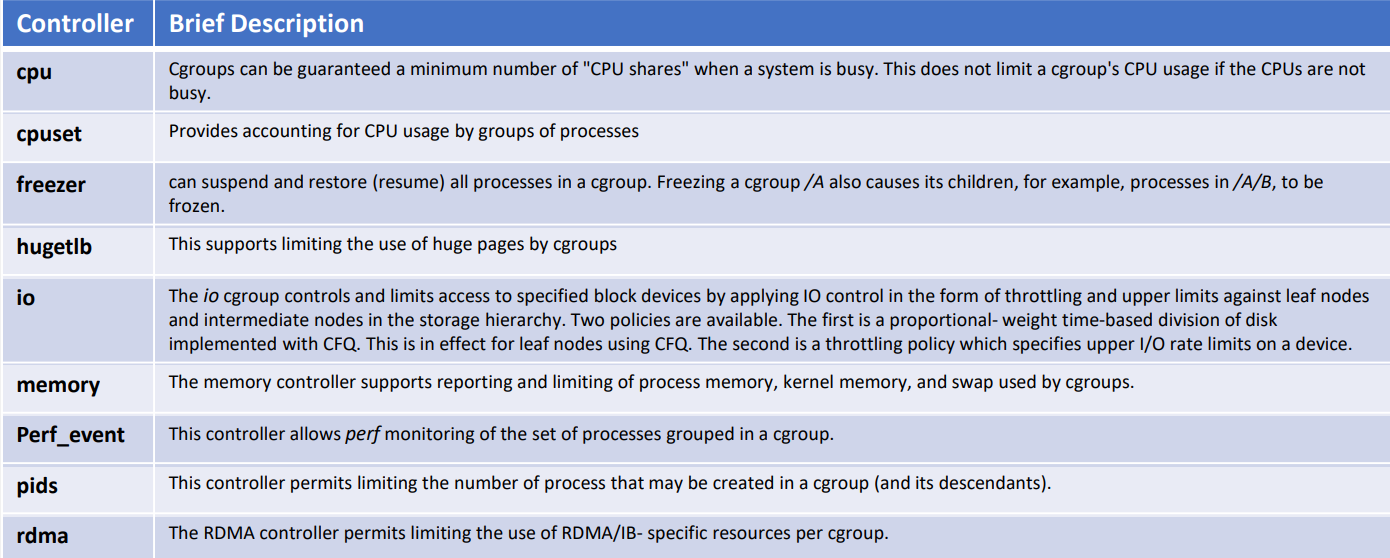 Controller Brief Description
cpu Cgroups can be guaranteed a minimum number of "CPU shares" when a system is busy. This does not limit a cgroup's CPU usage if the CPUs are not
busy.
cpuset Provides accounting for CPU usage by groups of processes
freezer can suspend and restore (resume) all processes in a cgroup. Freezing a cgroup /A also causes its children, for example, processes in /A/B, to be
frozen.
hugetlb This supports limiting the use of huge pages by cgroups
io The io cgroup controls and limits access to specified block devices by applying IO control in the form of throttling and upper limits against leaf nodes
and intermediate nodes in the storage hierarchy. Two policies are available. The first is a proportional- weight time-based division of disk
implemented with CFQ. This is in effect for leaf nodes using CFQ. The second is a throttling policy which specifies upper I/O rate limits on a device.
memory The memory controller supports reporting and limiting of process memory, kernel memory, and swap used by cgroups.
Perf_event This controller allows perf monitoring of the set of processes grouped in a cgroup.
pids This controller permits limiting the number of process that may be created in a cgroup (and its descendants).
rdma The RDMA controller permits limiting the use of RDMA/IB- specific resources per cgroup.